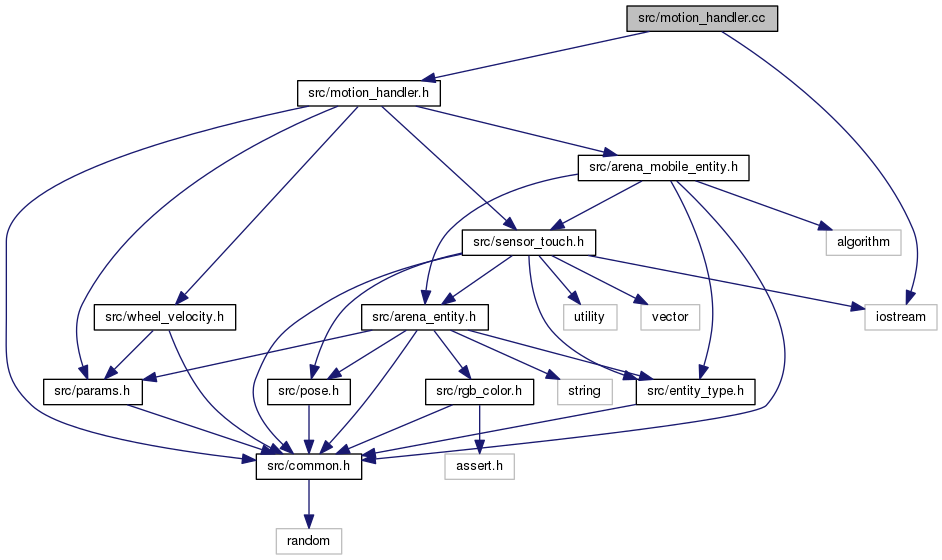 src/motion_handler.cc
src/motion_handler.h
src/arena_mobile_entity.h
src/sensor_touch.h
algorithm
src/wheel_velocity.h
src/arena_entity.h
utility
vector
iostream
src/params.h
src/pose.h
src/rgb_color.h
string
src/entity_type.h
src/common.h
assert.h
random